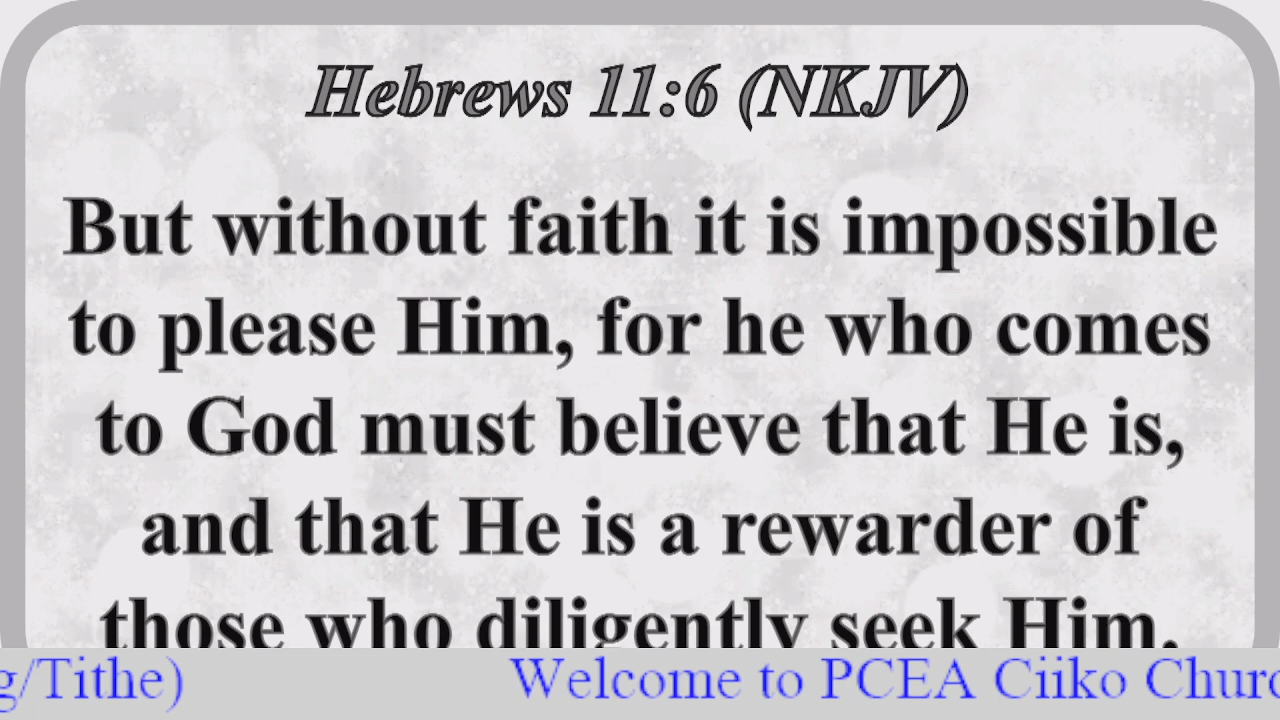 Hebrews 11:6 (NKJV)
But without faith it is impossible
to please Him, for he who comes
to God must believe that He is,
and that He is a rewarder of
those who diligently seek Him.
g/Tithe) Welcome to PCEA Ciiko Churc